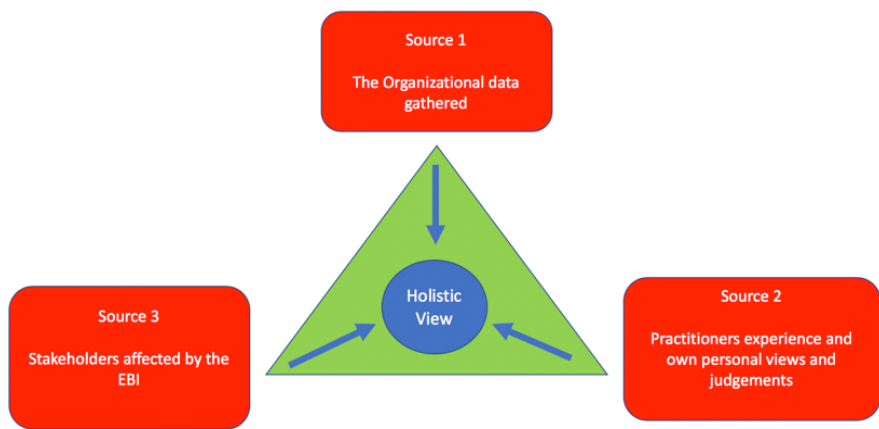 Source 1
The Organizational data
gathered
Holistic
View
Source 3
Stakeholders affected by the
EBI
Source 2
Practitioners experience and
own personal views and
judgements